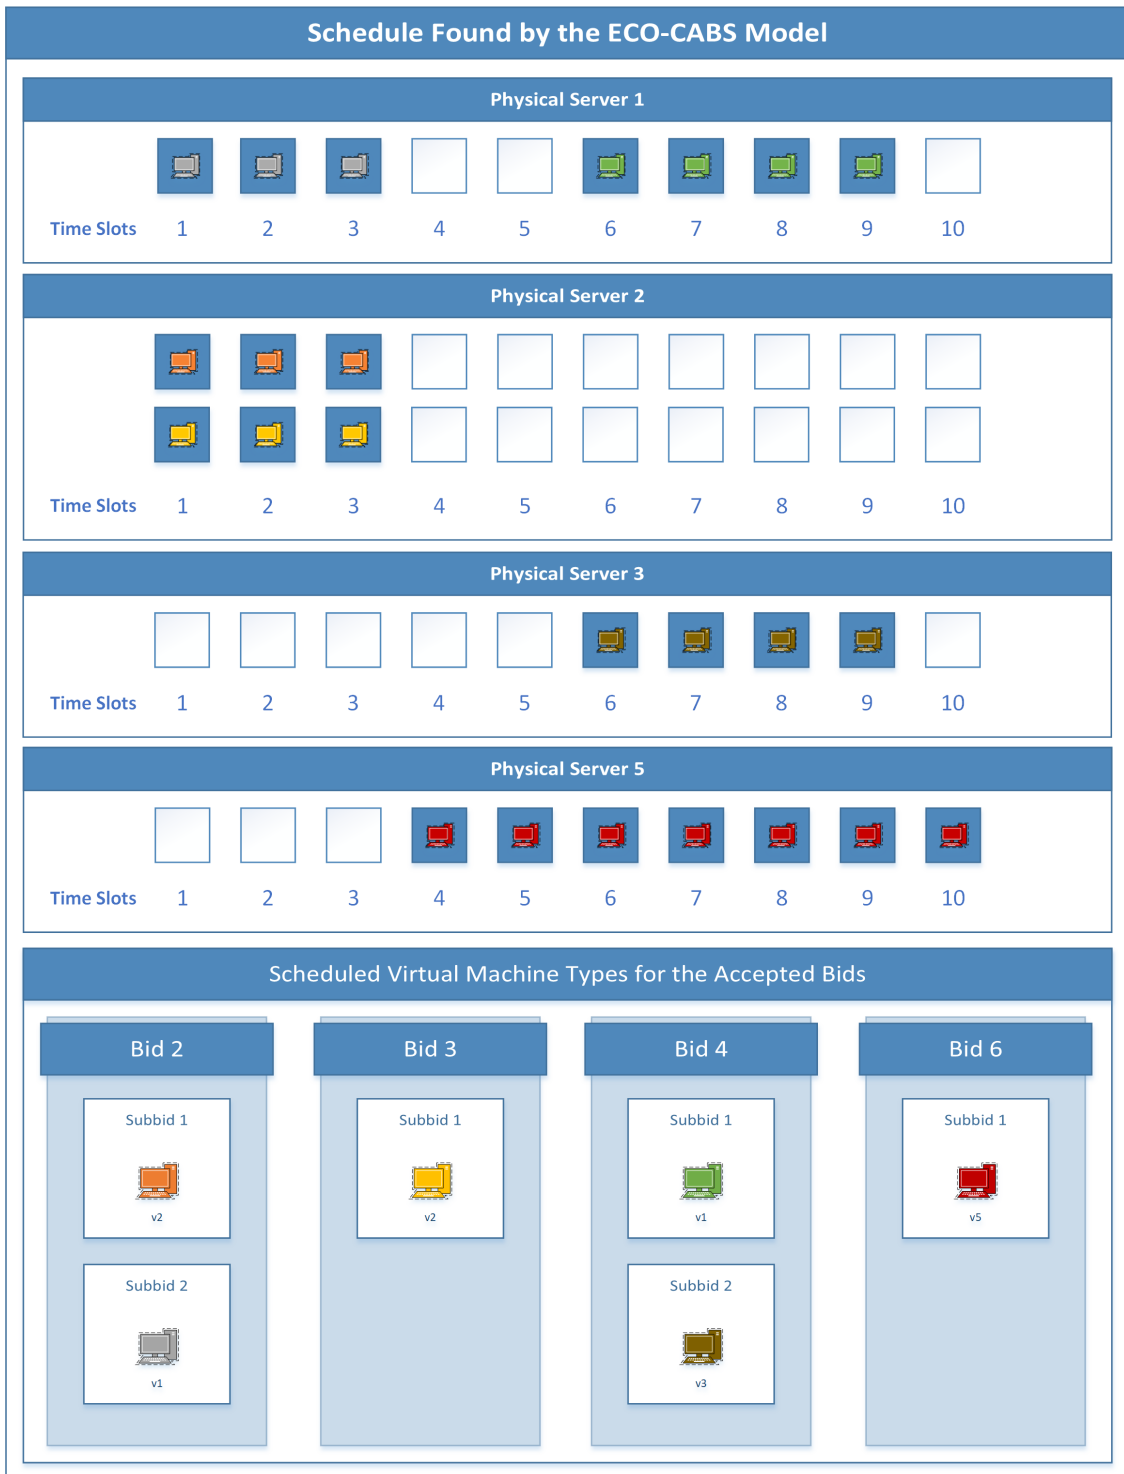 Schedule Found by the ECO-CABS Model
Physical Server 1
Time Slots 1 2 3 4 5 6 7 8 9 10
Physical Server 2
Time Slots 1 2 3 4 5 6 7 8 9 10
Physical Server 3
Time Slots 1 2 3 4 5 6 7 8 9 10
Physical Server 5
Time Slots 1 2 3 4 5 6 7 8 9 10
Scheduled Virtual Machine Types for the Accepted Bids
Bid 2 Bid 3 Bid 4 Bid 6
Subbid 1 Subbid 1 Subbid 1 Subbid 1
v2 v2 v1 v5
Subbid 2 Subbid 2
v1 v3